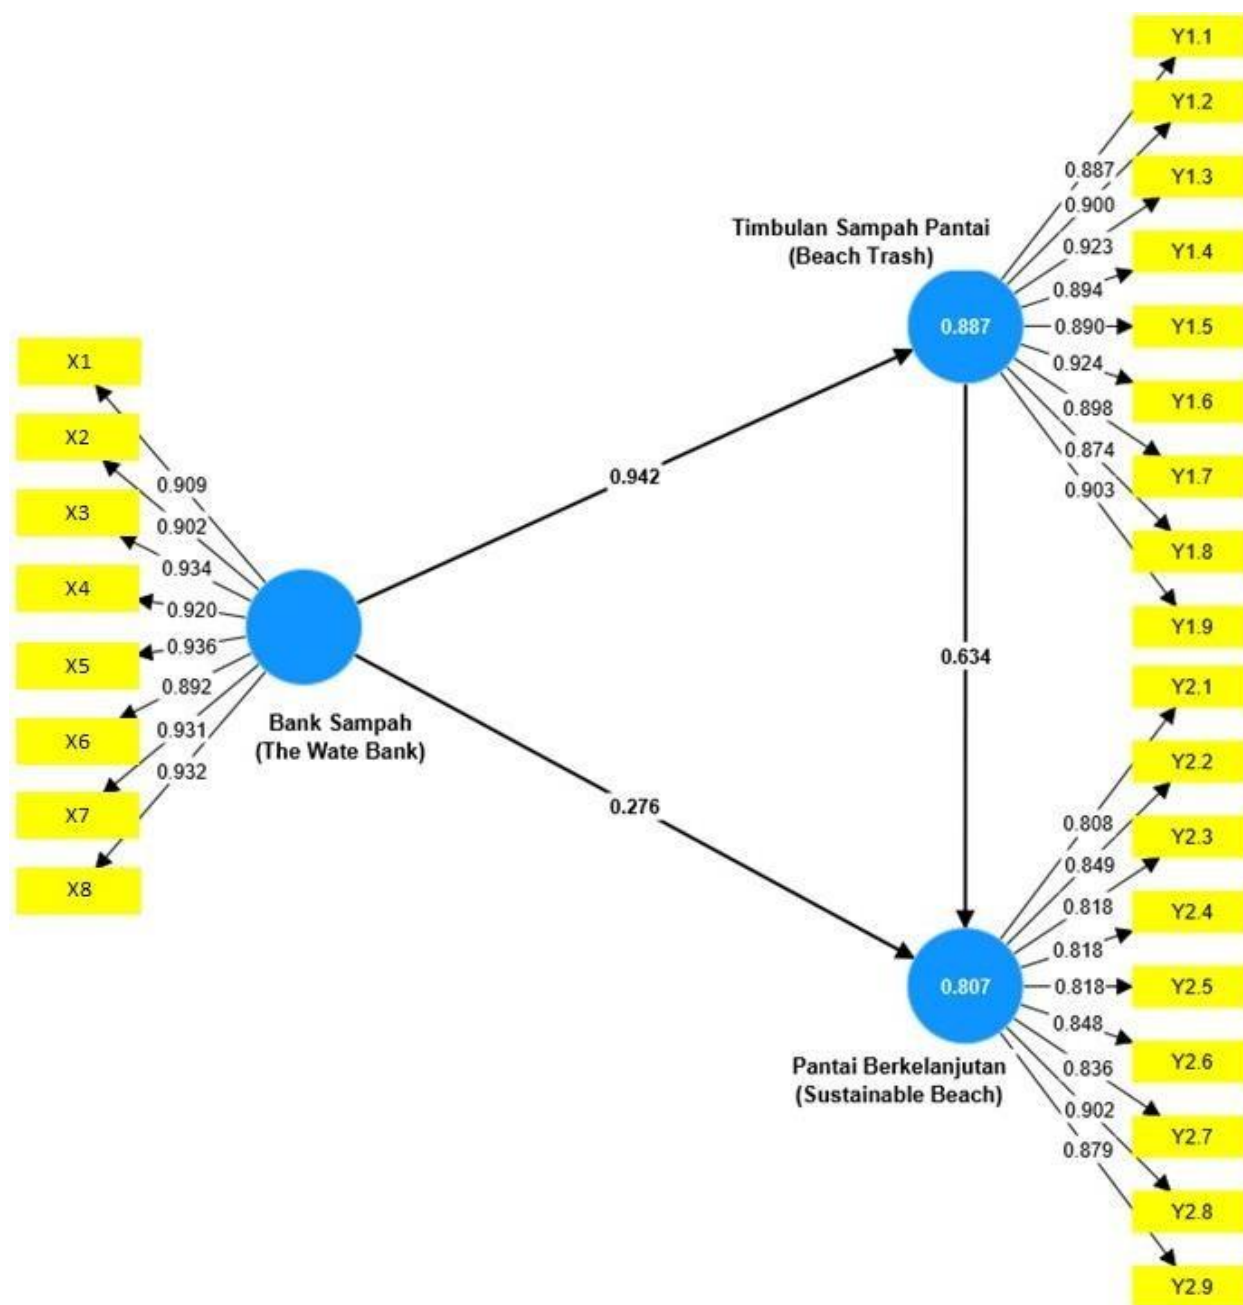 Y1.1
Y1.2
Y1.3
Y1.4
Y1.5
Y1.6
Y1.7
Y1.8
Y1.9
0.887
0.900
0.923
0.894
0.890
0.924
0.898
0.874
0.903
Timbulan Sampah Pantai
(Beach Trash)
0.887
X1
X2
X3
X4
X5
X6
X7
X8
0.909
0.902
0.934
0.920
0.936
0.892
0.931
0.932
Bank Sampah
(The Wate Bank)
0.942
0.634
0.276
Y2.1
Y2.2
Y2.3
Y2.4
Y2.5
Y2.6
Y2.7
Y2.8
Y2.9
0.808
0.849
0.818
0.818
0.818
0.848
0.836
0.902
0.879
0.807
Pantai Berkelanjutan
(Sustainable Beach)